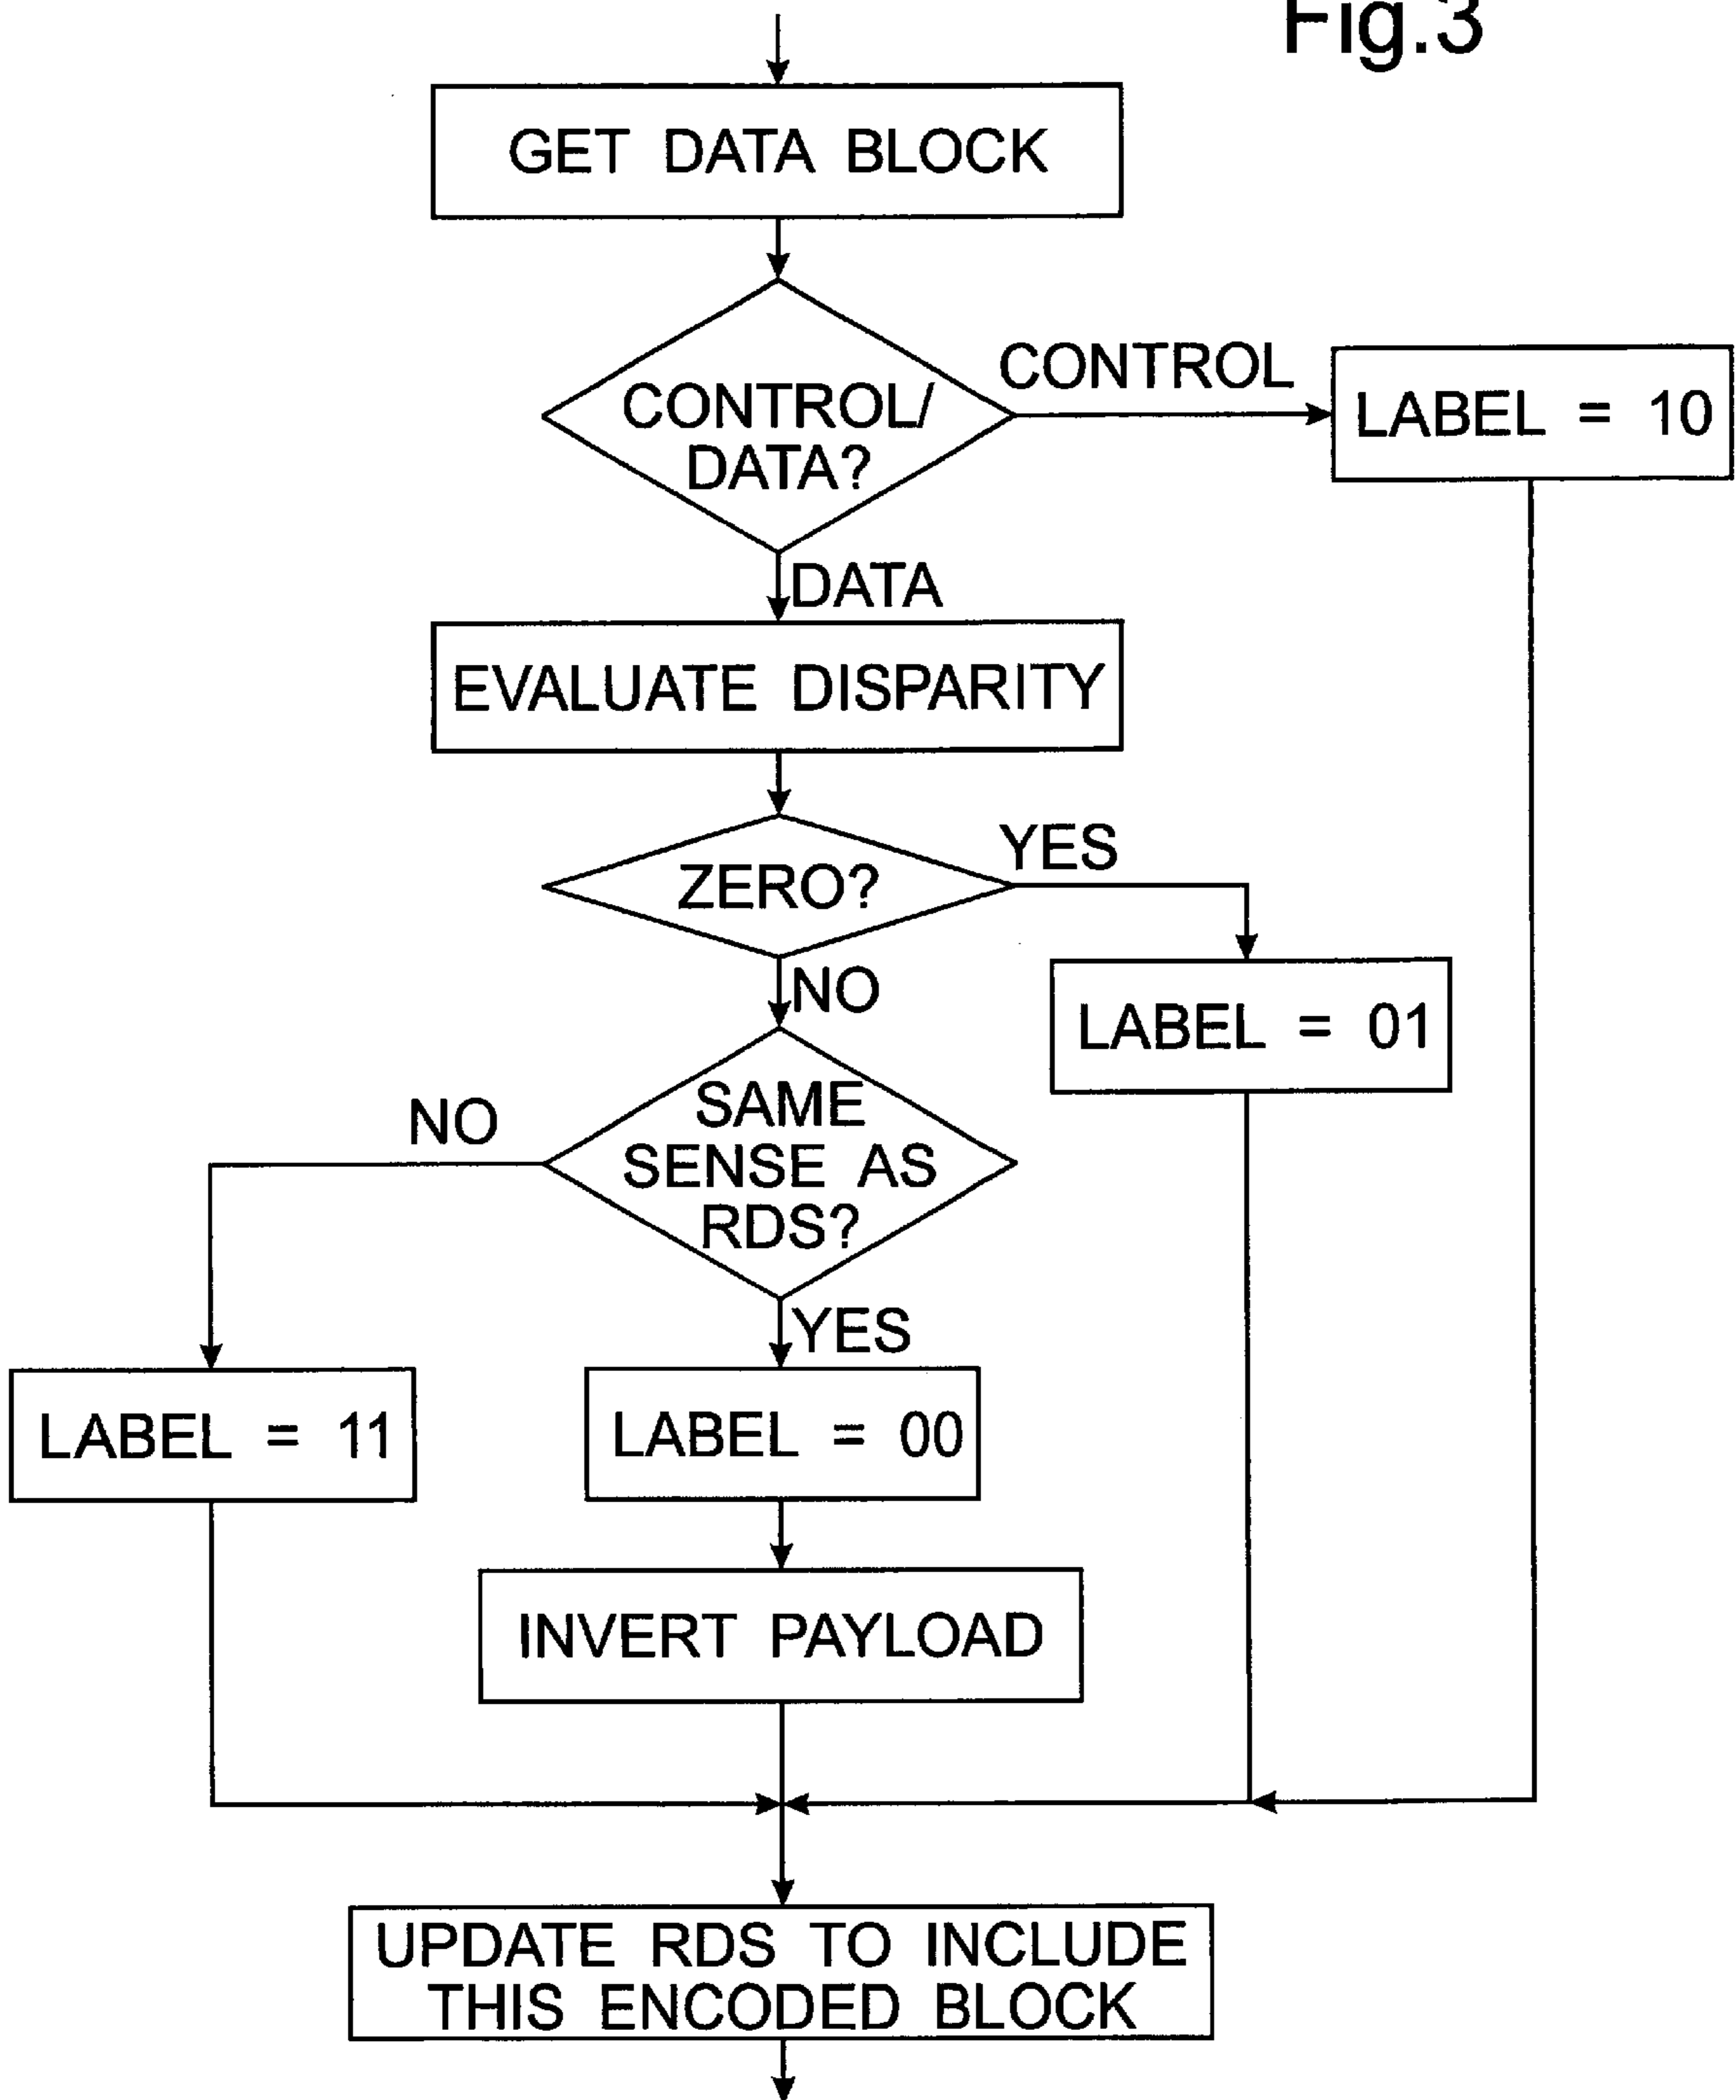 Fig.3
GET DATA BLOCK
CONTROL/
DATA?
CONTROL
LABEL = 10
DATA
EVALUATE DISPARITY
ZERO?
YES
NO
LABEL = 01
SAME
SENSE AS
RDS?
NO
YES
LABEL = 11
LABEL = 00
INVERT PAYLOAD
UPDATE RDS TO INCLUDE
THIS ENCODED BLOCK